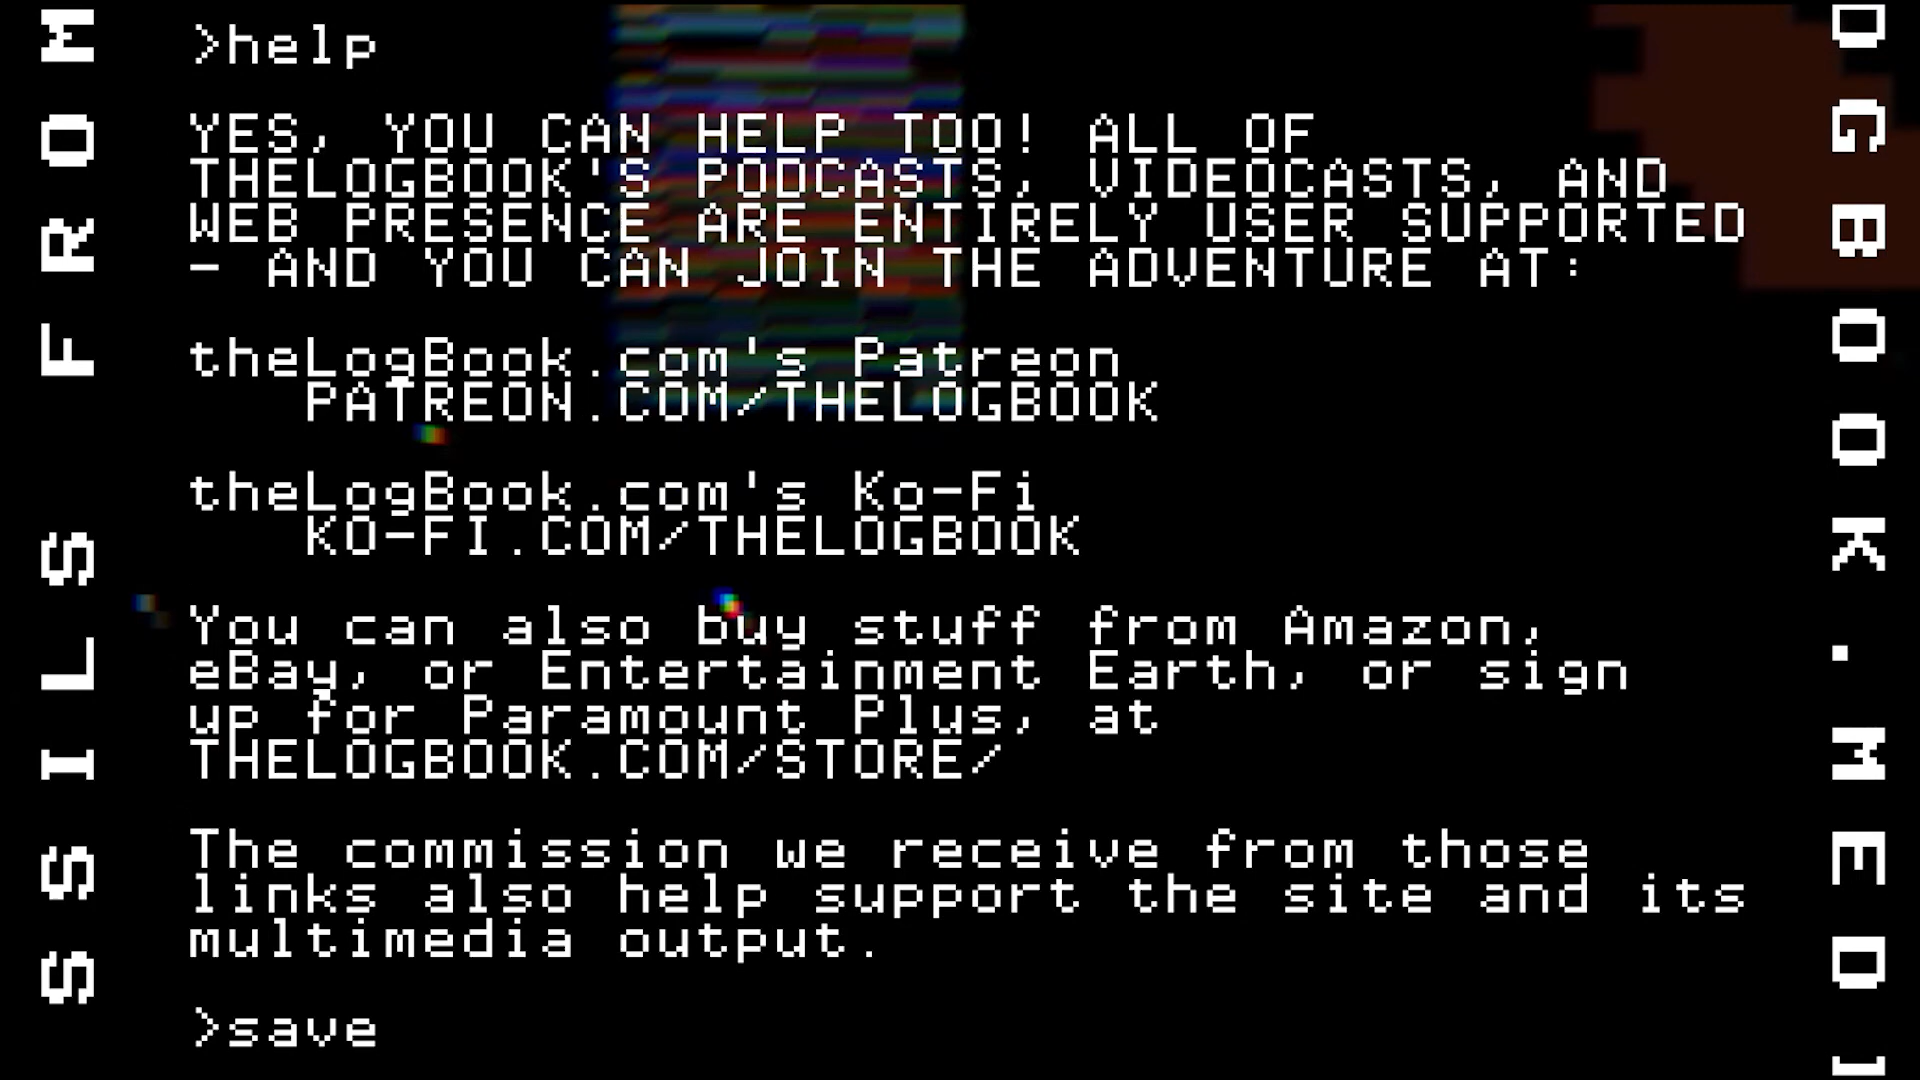 >help
YES, YOU CAN HELP TOO! ALL OF
THELOGBOOK'S PODCASTS, VIDEOCASTS, AND
WEB PRESENCE ARE ENTIRELY USER SUPPORTED
- AND YOU CAN JOIN THE ADVENTURE AT:
theLogBook.com's Patreon
PATREON.COM/THELOGBOOK
theLogBook.com's Ko-Fi
KO-FI.COM/THELOGBOOK
You can also buy stuff from Amazon,
eBay, or Entertainment Earth, or sign
up for Paramount Plus, at
THELOGBOOK.COM/STORE/
The commission we receive from those
links also help support the site and its
multimedia output.
>save
SSILS FROM
OGBOOK.MED